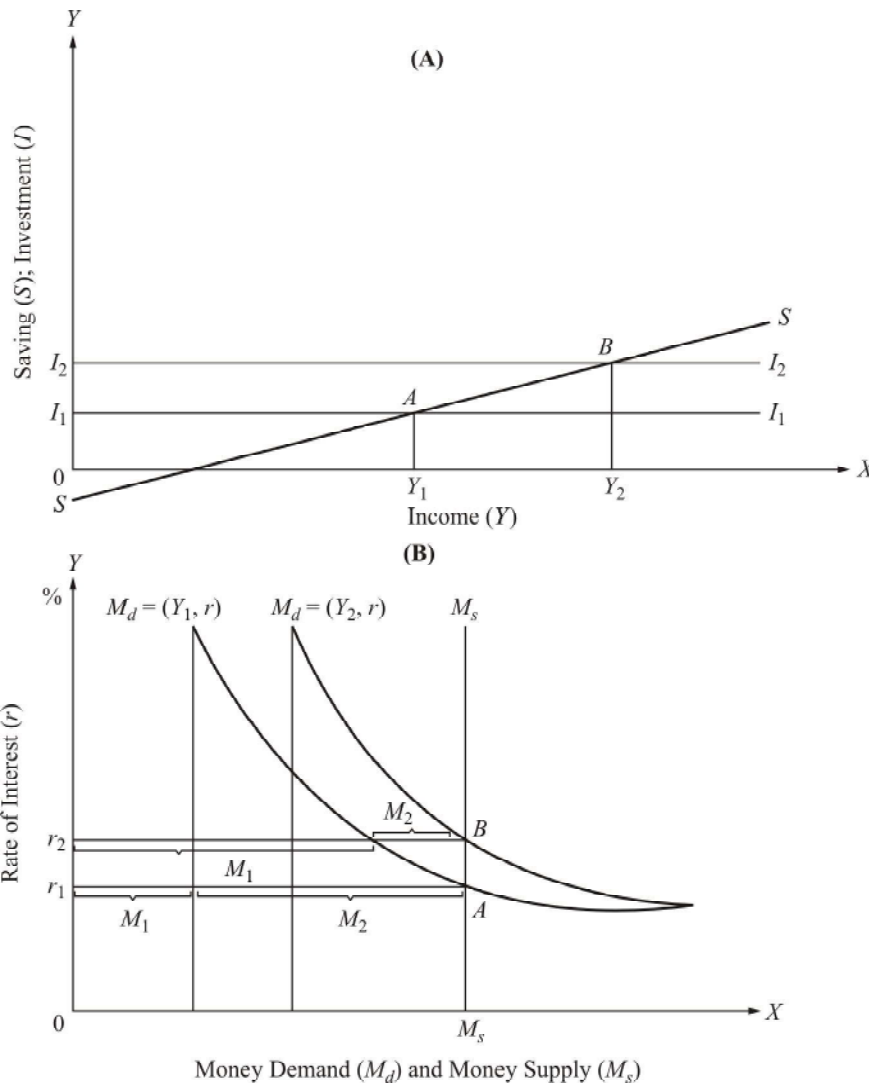 Y
(A)
Saving (S); Investment (I)
S
B
I2 I2
A
I1 I1
0 X
S Y1 Y2
Income (Y)
(B)
Y
%
Md = (Y1, r) Md = (Y2, r) Ms
Rate of Interest (r)
M2
r2 B
M1
r1
M1 M2 A
0 X
Ms
Money Demand (Md) and Money Supply (Ms)